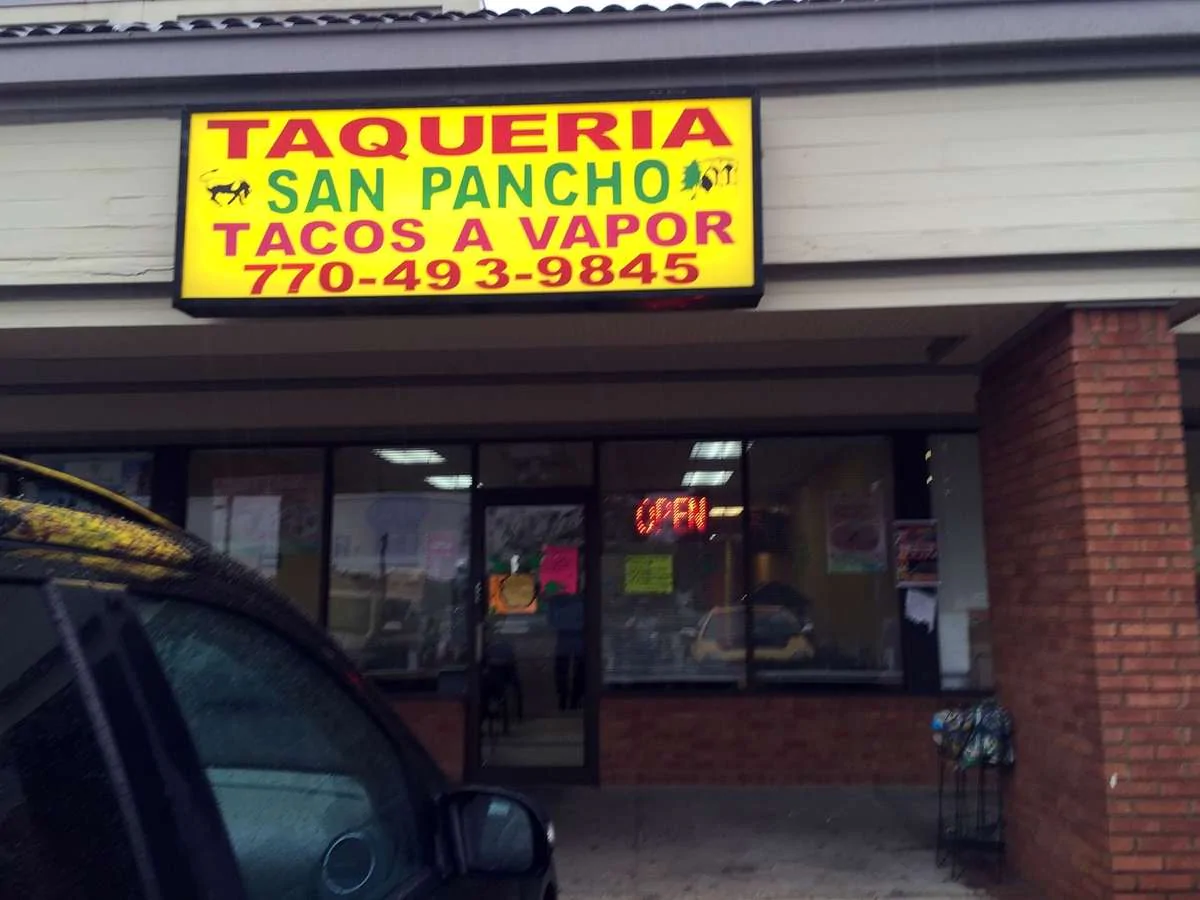 TAQUERIA
SAN PANCHO
TACOS A VAPOR
770-493-9845
OPEN